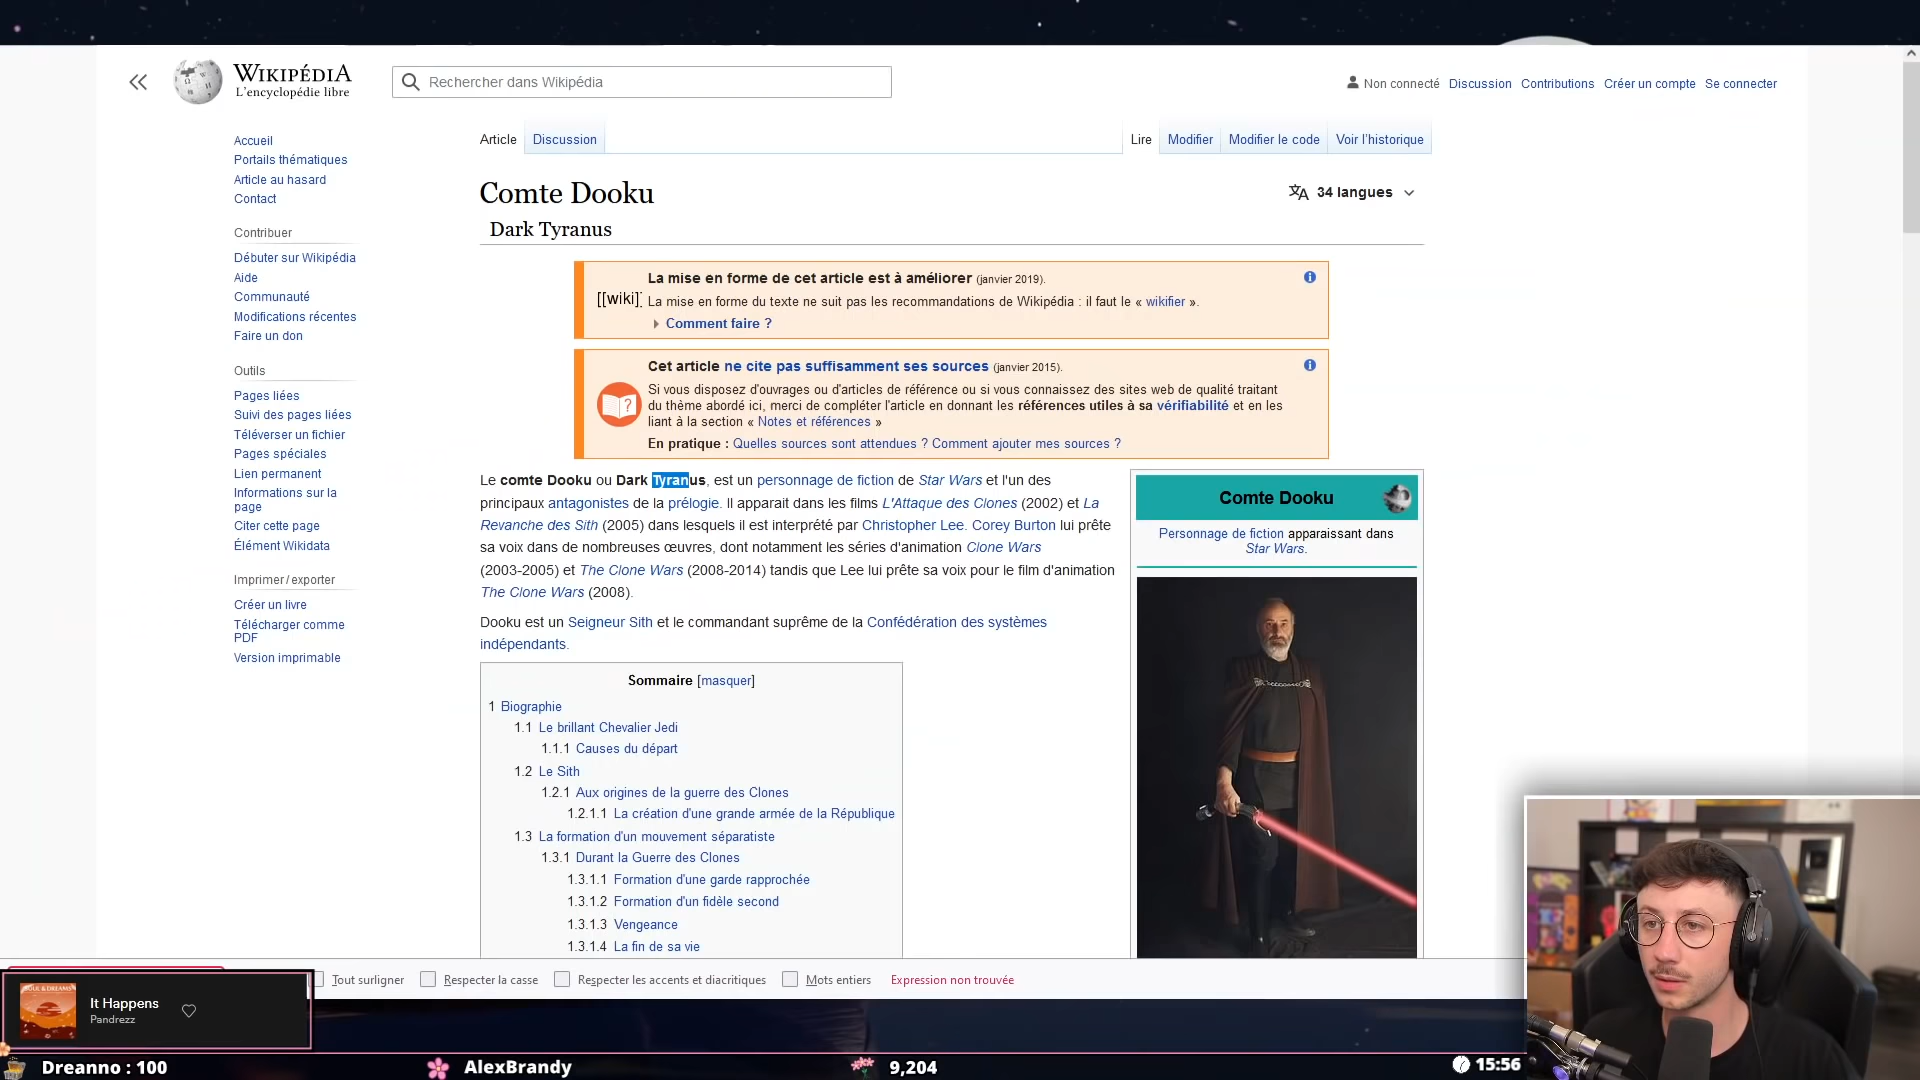 WIKIPÉDIA
L'encyclopédie libre
Rechercher dans Wikipédia
Non connecté Discussion Contributions Créer un compte Se connecter
Accueil
Portails thématiques
Article au hasard
Contact
Contribuer
Débuter sur Wikipédia
Aide
Communauté
Modifications récentes
Faire un don
Outils
Pages liées
Suivi des pages liées
Téléverser un fichier
Pages spéciales
Lien permanent
Informations sur la
page
Citer cette page
Élément Wikidata
Imprimer / exporter
Créer un livre
Télécharger comme
PDF
Version imprimable
Article Discussion Lire Modifier Modifier le code Voir l'historique
Comte Dooku
34 langues
Dark Tyranus
[[wiki]]
La mise en forme de cet article est à améliorer (janvier 2019).
La mise en forme du texte ne suit pas les recommandations de Wikipédia : il faut le « wikifier ».
Comment faire ?
Cet article ne cite pas suffisamment ses sources (janvier 2015).
Si vous disposez d'ouvrages ou d'articles de référence ou si vous connaissez des sites web de qualité traitant
du thème abordé ici, merci de compléter l'article en donnant les références utiles à sa vérifiabilité et en les
liant à la section « Notes et références »
En pratique : Quelles sources sont attendues ? Comment ajouter mes sources ?
Le comte Dooku ou Dark Tyranus, est un personnage de fiction de Star Wars et l'un des
principaux antagonistes de la prélogie. Il apparait dans les films L'Attaque des Clones (2002) et La
Revanche des Sith (2005) dans lesquels il est interprété par Christopher Lee. Corey Burton lui prête
sa voix dans de nombreuses œuvres, dont notamment les séries d'animation Clone Wars
(2003-2005) et The Clone Wars (2008-2014) tandis que Lee lui prête sa voix pour le film d'animation
The Clone Wars (2008).
Dooku est un Seigneur Sith et le commandant suprême de la Confédération des systèmes
indépendants.
Sommaire [masquer]
1 Biographie
1.1 Le brillant Chevalier Jedi
1.1.1 Causes du départ
1.2 Le Sith
1.2.1 Aux origines de la guerre des Clones
1.2.1.1 La création d'une grande armée de la République
1.3 La formation d'un mouvement séparatiste
1.3.1 Durant la Guerre des Clones
1.3.1.1 Formation d'une garde rapprochée
1.3.1.2 Formation d'un fidèle second
1.3.1.3 Vengeance
1.3.1.4 La fin de sa vie
Comte Dooku
Personnage de fiction apparaissant dans
Star Wars.
Tout surligner Respecter la casse Respecter les accents et diacritiques Mots entiers Expression non trouvée
It Happens
Pandrezz
Dreanno : 100 AlexBrandy 9,204 15:56